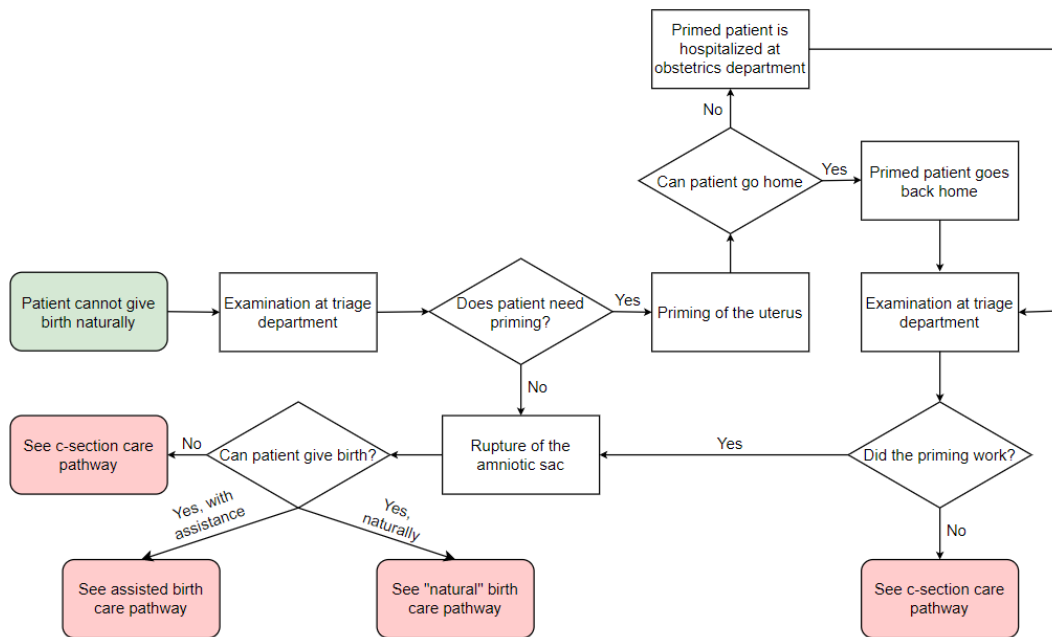 Primed patient is
hospitalized at
obstetrics department
No
Can patient go home
Yes
Primed patient goes
back home
Patient cannot give
birth naturally
Examination at triage
department
Does patient need
priming?
Yes
Priming of the uterus
Examination at triage
department
No
See c-section care
pathway
No
Can patient give birth?
Rupture of the
amniotic sac
Yes
Did the priming work?
Yes, with
assistance
Yes,
naturally
No
See assisted birth
care pathway
See "natural" birth
care pathway
See c-section care
pathway